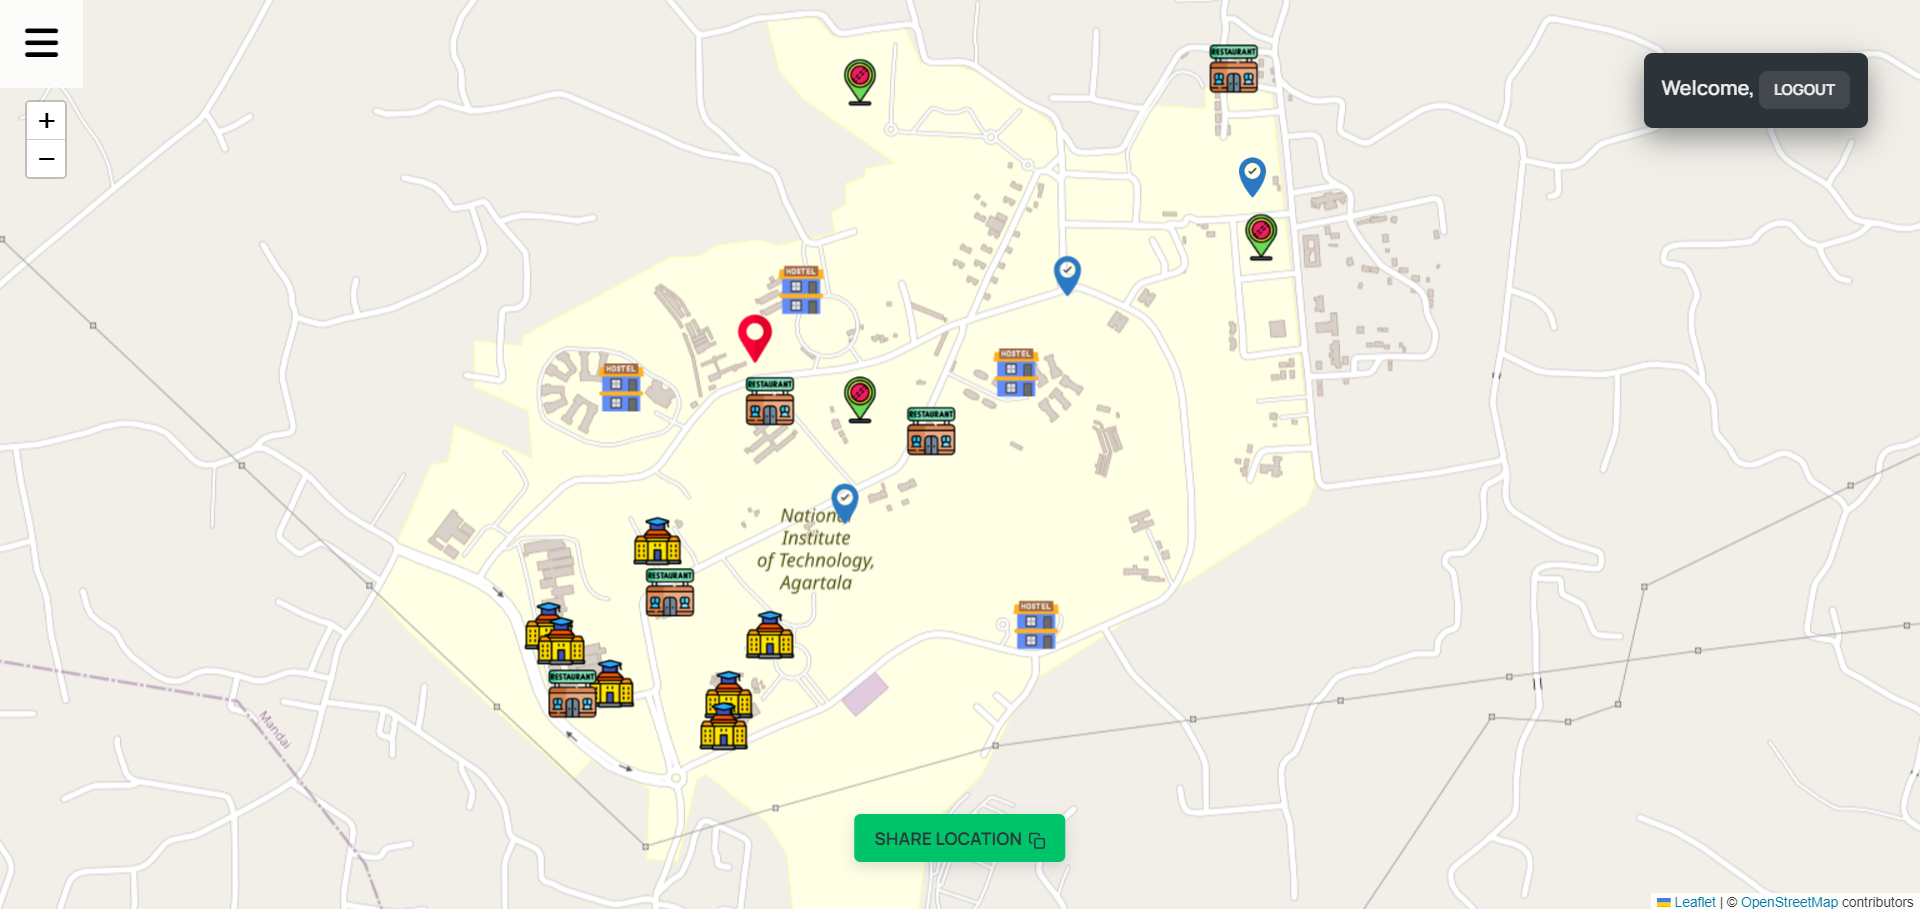 RESTAURANT
Welcome, LOGOUT
+
−
HOSTEL
HOSTEL
HOSTEL
RESTAURANT
RESTAURANT
National
Institute
of Technology,
Agartala
RESTAURANT
HOSTEL
RESTAURANT
Mandai
SHARE LOCATION
Leaflet | © OpenStreetMap contributors